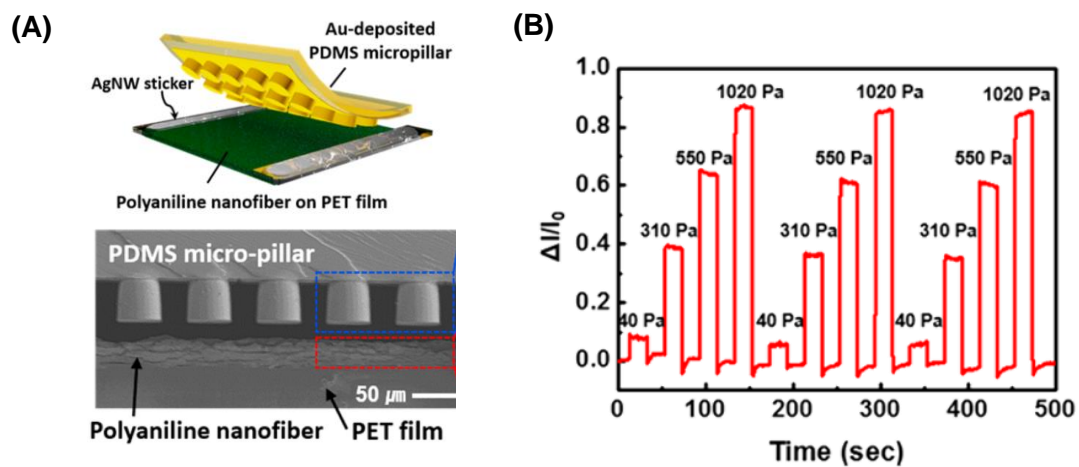 (A)
Au-deposited
PDMS micropillar
AgNW sticker
Polyaniline nanofiber on PET film
PDMS micro-pillar
50 μm
Polyaniline nanofiber
PET film
(B)
1.0
0.8
0.6
0.4
0.2
0.0
ΔI/I0
1020 Pa
1020 Pa
1020 Pa
550 Pa
550 Pa
550 Pa
310 Pa
310 Pa
310 Pa
40 Pa
40 Pa
40 Pa
0
100
200
300
400
500
Time (sec)